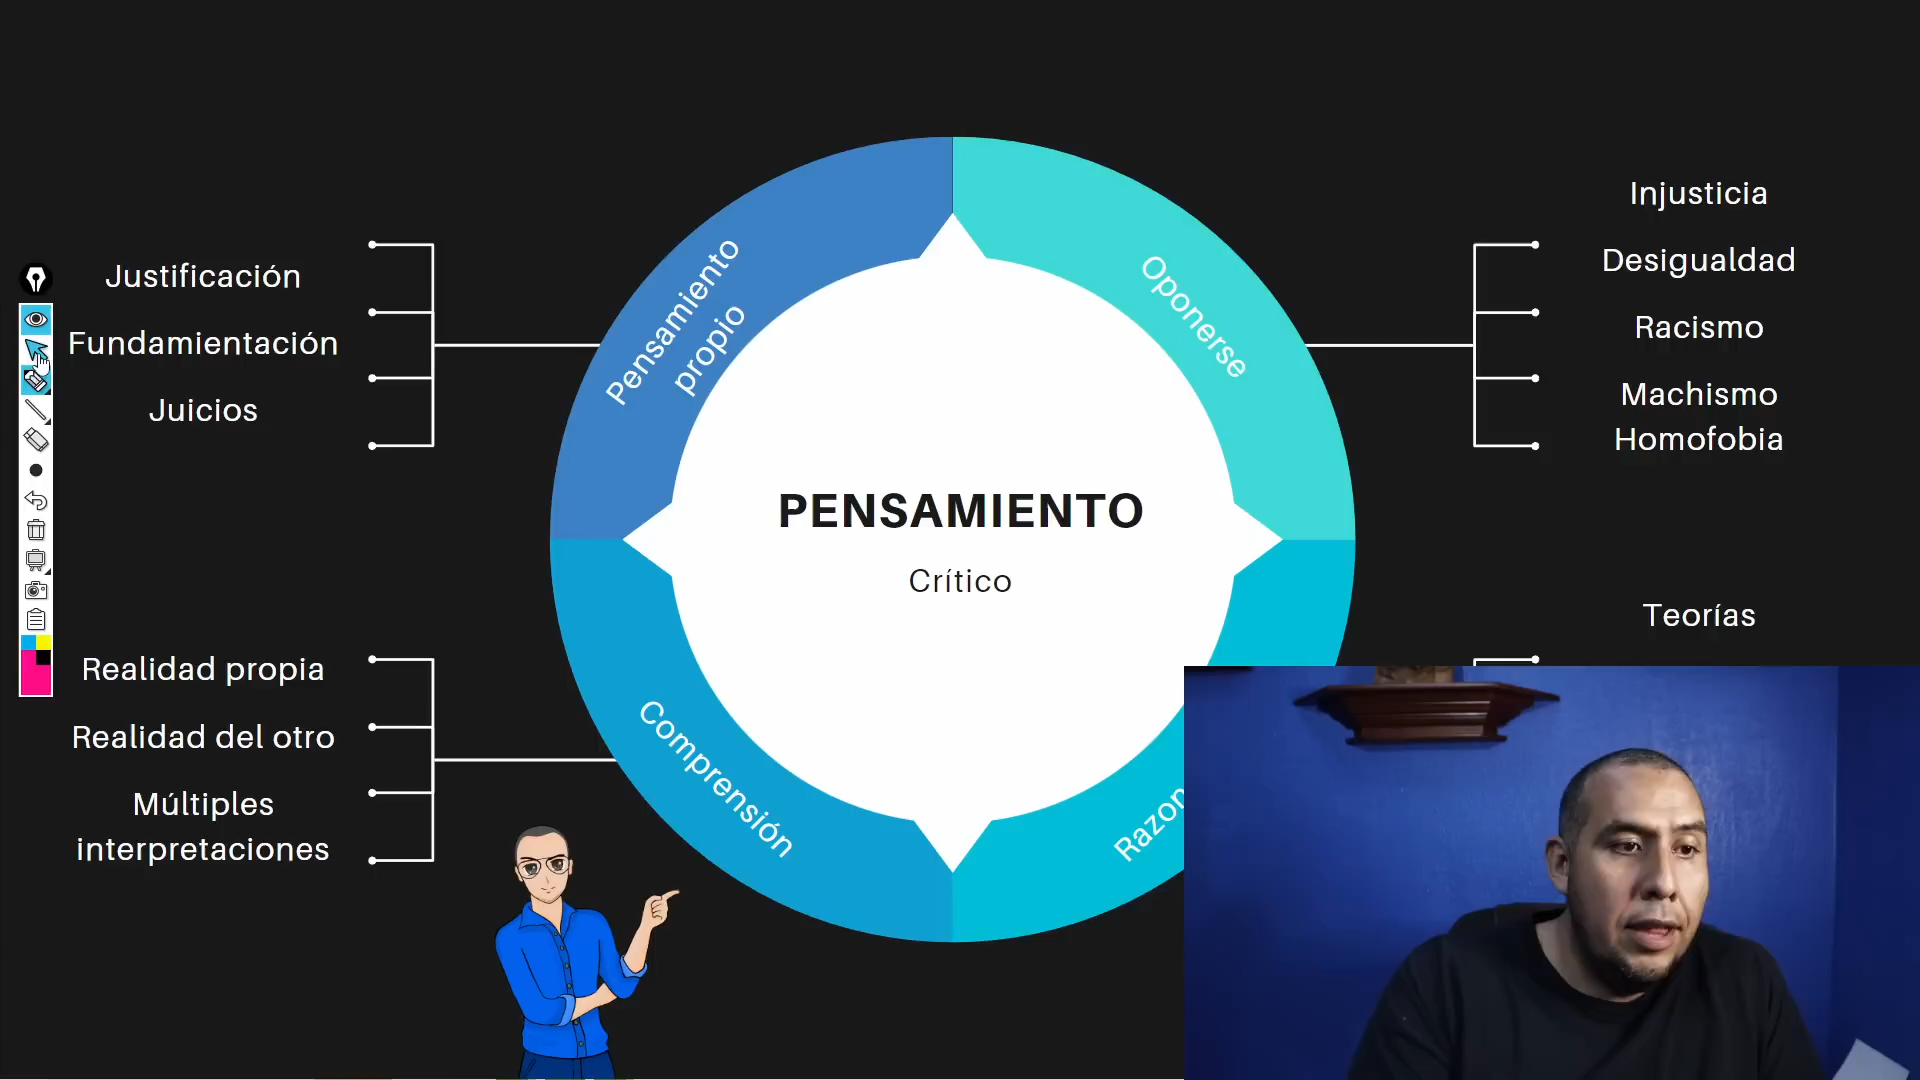 Justificación
Fundamientación
Juicios
Pensamiento
propio
Oponerse
Injusticia
Desigualdad
Racismo
Machismo
Homofobia
PENSAMIENTO
Crítico
Realidad propia
Realidad del otro
Múltiples
interpretaciones
Comprensión
Teorías